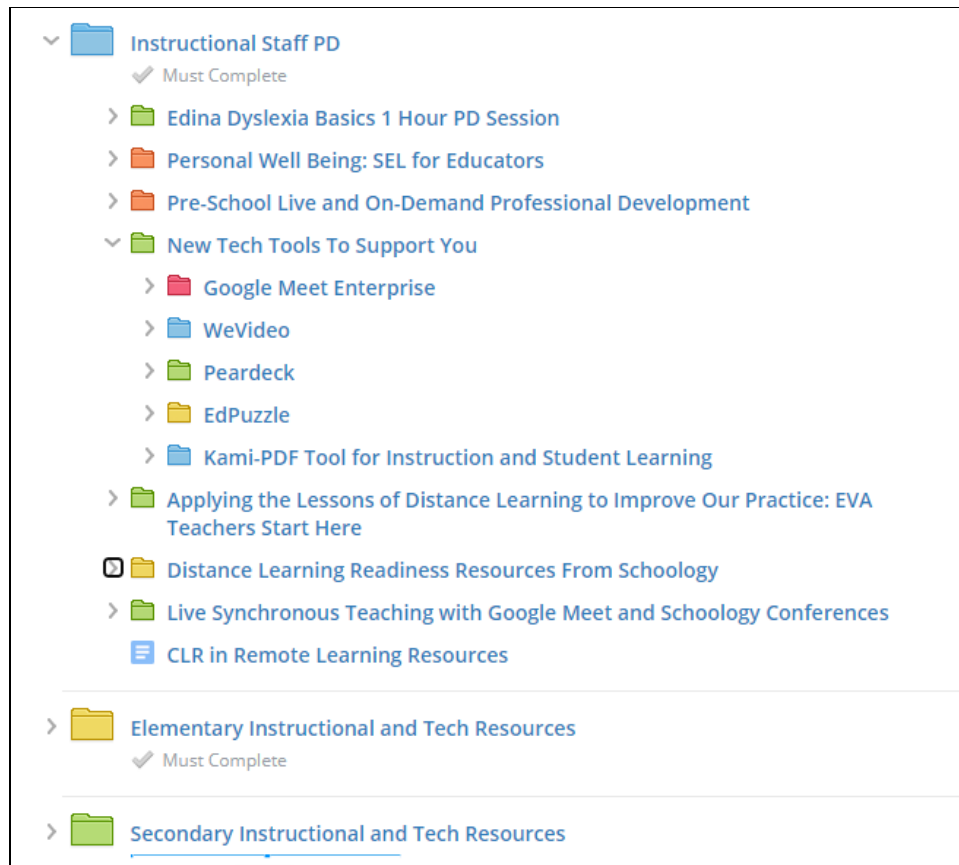 Instructional Staff PD
Must Complete
Edina Dyslexia Basics 1 Hour PD Session
Personal Well Being: SEL for Educators
Pre-School Live and On-Demand Professional Development
New Tech Tools To Support You
Google Meet Enterprise
WeVideo
Peardeck
EdPuzzle
Kami-PDF Tool for Instruction and Student Learning
Applying the Lessons of Distance Learning to Improve Our Practice: EVA
Teachers Start Here
Distance Learning Readiness Resources From Schoology
Live Synchronous Teaching with Google Meet and Schoology Conferences
CLR in Remote Learning Resources
Elementary Instructional and Tech Resources
Must Complete
Secondary Instructional and Tech Resources